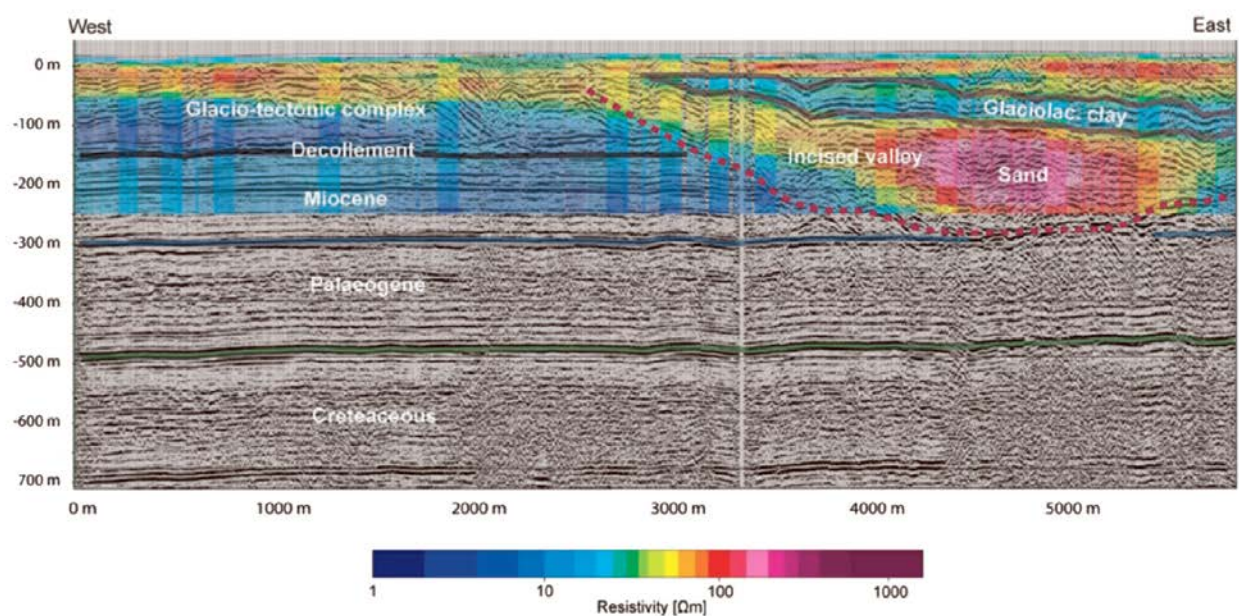 West
East
0 m
Glacio-tectonic complex
Glaciolac. clay
-100 m
Decollement
Incised valley
Sand
-200 m
Miocene
-300 m
Palaeogene
-400 m
-500 m
Creteaceous
-600 m
700 m
0 m
1000 m
2000 m
3000 m
4000 m
5000 m
1
10
100
1000
Resistivity [Ωm]